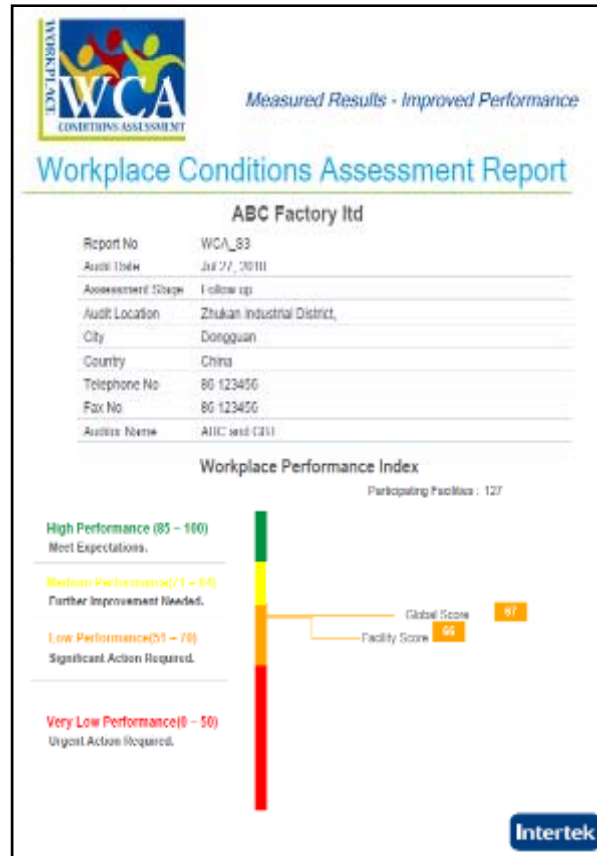 WORKPLACE
WCA
CONDITIONS ASSESSMENT
Measured Results - Improved Performance
Workplace Conditions Assessment Report
ABC Factory ltd
Report No WCA_93
Audit Date Jul 27, 2010
Assessment Stage Follow up
Audit Location Zhukan Industrial District,
City Dongguan
Country China
Telephone No 86 123456
Fax No 86 123456
Auditor Name ABC and
Workplace Performance Index
Participating Facilities : 127
High Performance (85 – 100)
Meet Expectations.
Medium Performance(71 – 84)
Further Improvement Needed.
Global Score 67
Low Performance(51 – 70)
Facility Score 66
Significant Action Required.
Very Low Performance(0 – 50)
Urgent Action Required.
Intertek